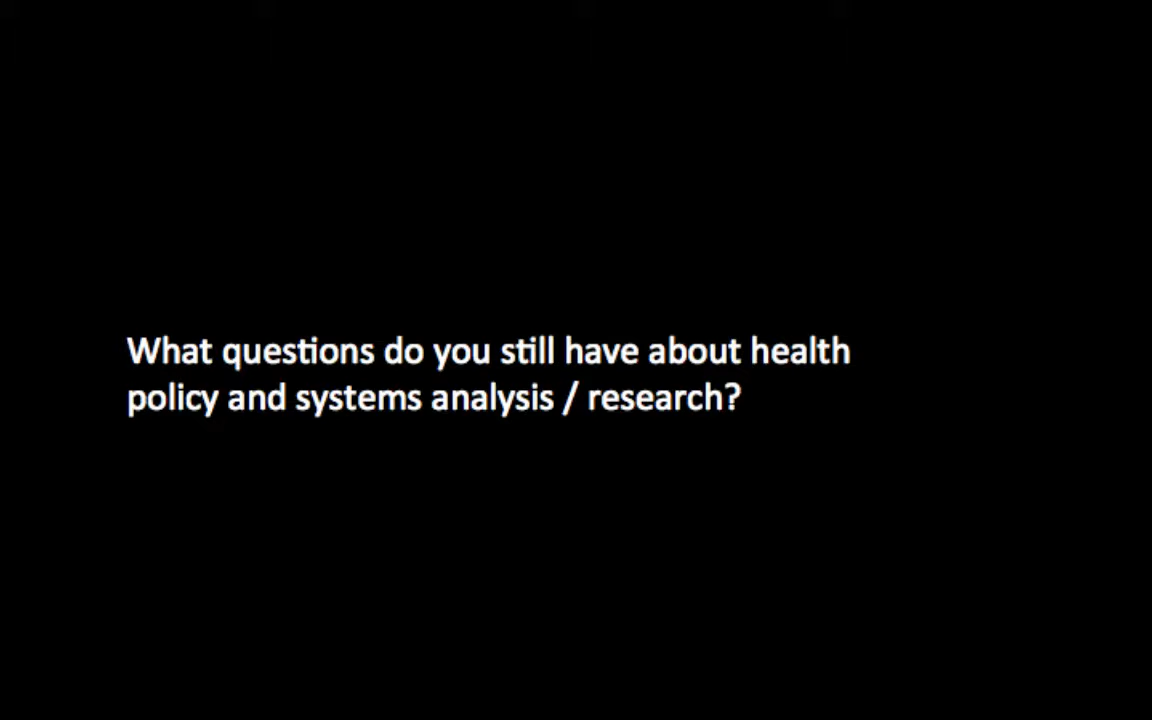 What questions do you still have about health
policy and systems analysis / research?